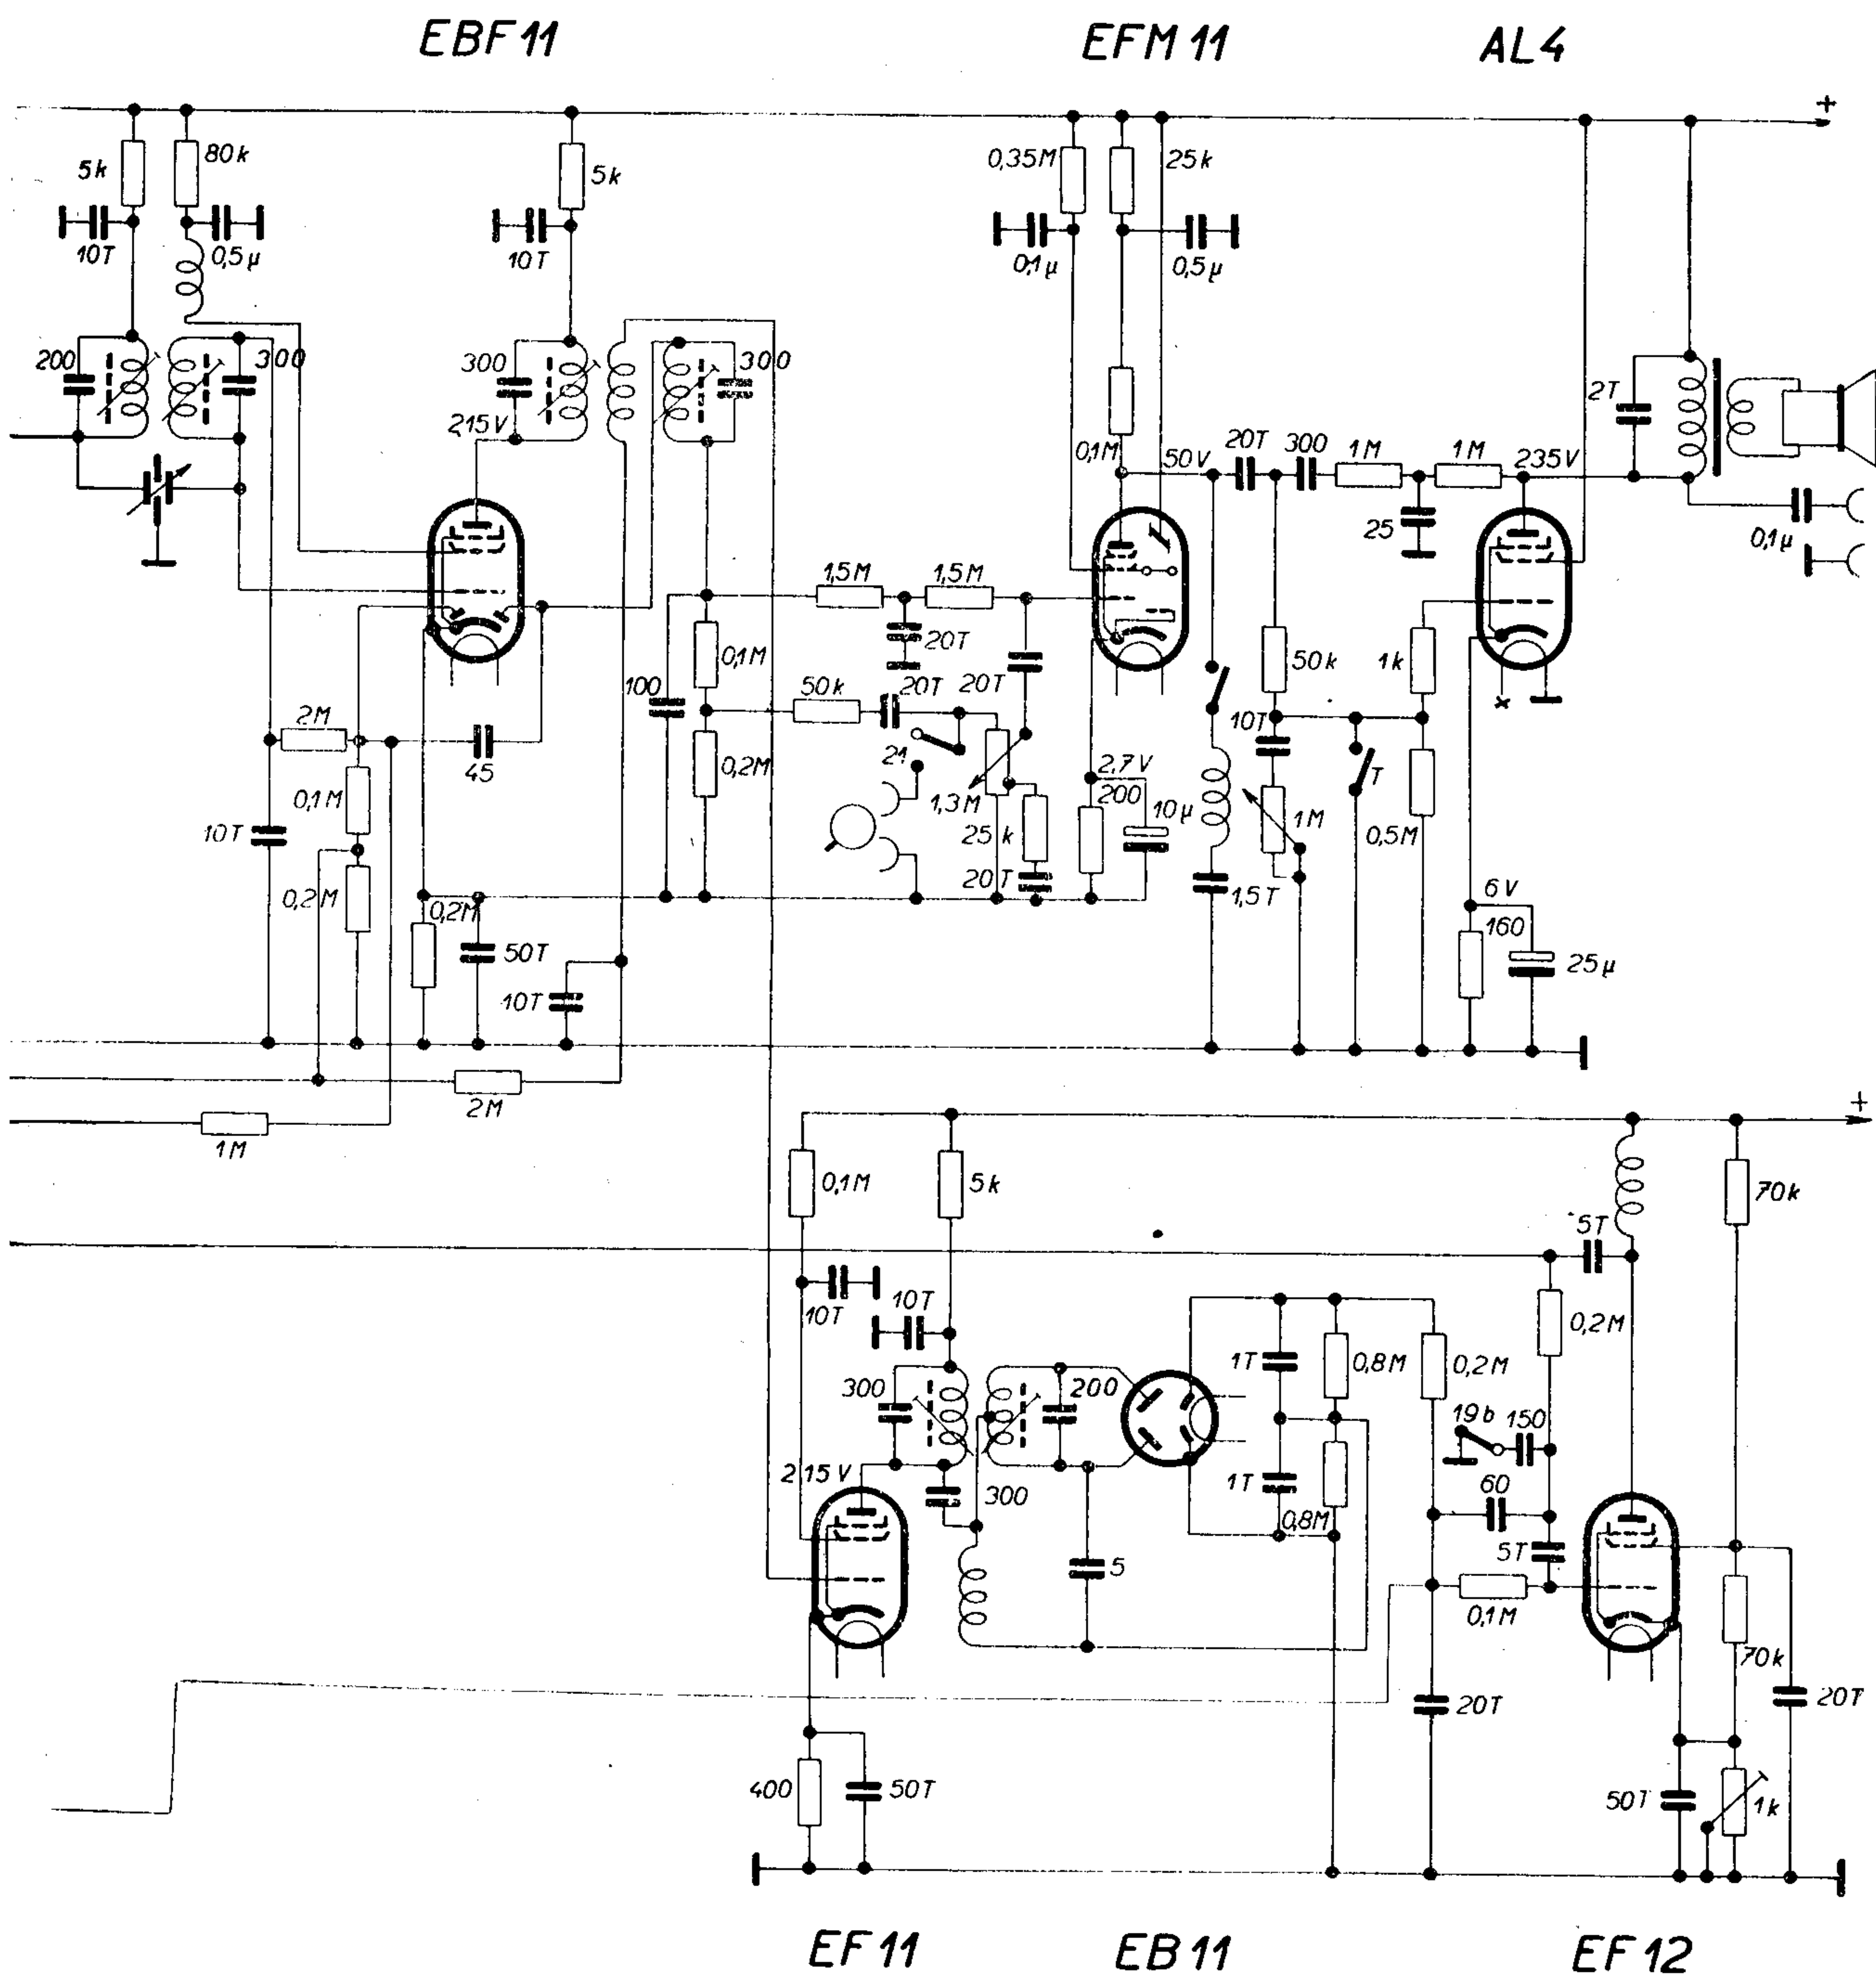 EBF 11 EFM 11 AL4
+
5k 80k 5k 0,35M 25k
10T 0,5µ 10T 0,1µ 0,5µ
200 300 300 300 2T
215V 0,1M 50V 20T 300 1M 1M 235V
25 0,1µ
1,5M 1,5M
0,1M 20T 50k 1k
100 50k 20T 20T 10T
2M 45 21 0,2M 2,7V
0,1M 1,3M 200 10µ 1M T
10T 25k 0,5M
0,2M 0,2M 20T 1,5T 6V
160
50T 25µ
10T
2M
1M +
0,1M 5k 70k
5T
10T 10T 0,2M
300 200 1T 0,8M 0,2M
19b 150
215V 300 1T 60
0,8M
5 5T
0,1M
70k
20T 20T
400 50T 50T 1k
EF 11 EB 11 EF 12